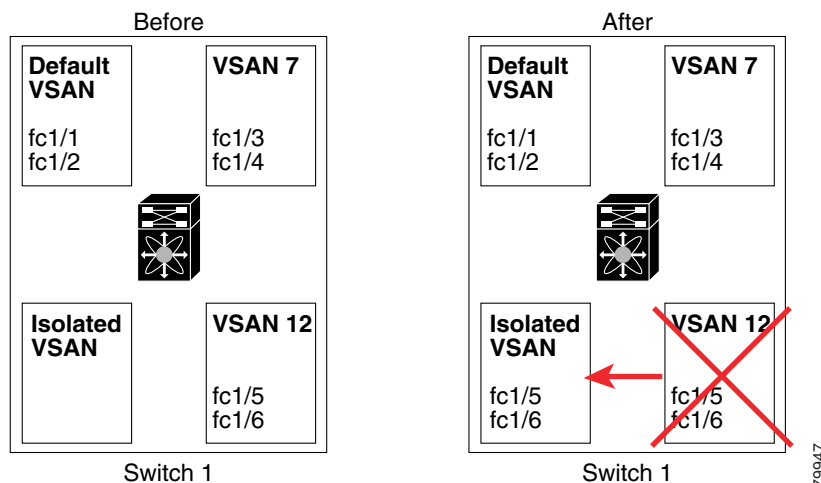 Before
Default
VSAN
fc1/1
fc1/2
VSAN 7
fc1/3
fc1/4
Isolated
VSAN
VSAN 12
fc1/5
fc1/6
Switch 1
After
Default
VSAN
fc1/1
fc1/2
VSAN 7
fc1/3
fc1/4
Isolated
VSAN
fc1/5
fc1/6
VSAN 12
fc1/5
fc1/6
Switch 1
79947